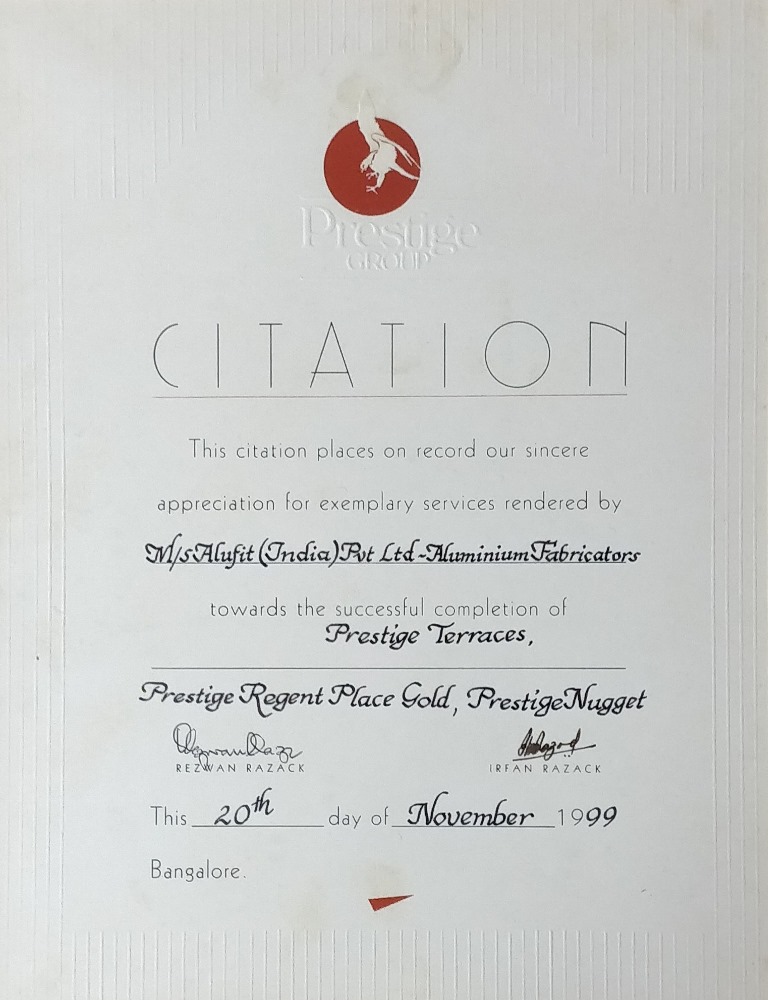 Prestige
GROUP
CITATION
This citation places on record our sincere
appreciation for exemplary services rendered by
M/s Alufit (India) Pvt Ltd - Aluminium Fabricators
towards the successful completion of
Prestige Terraces,
Prestige Regent Place Gold, Prestige Nugget
REZWAN RAZACK IRFAN RAZACK
This 20th day of November 1999
Bangalore.